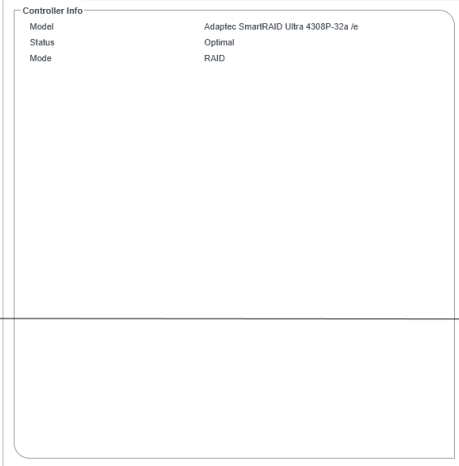 Controller Info
Model Adaptec SmartRAID Ultra 4308P-32a /e
Status Optimal
Mode RAID